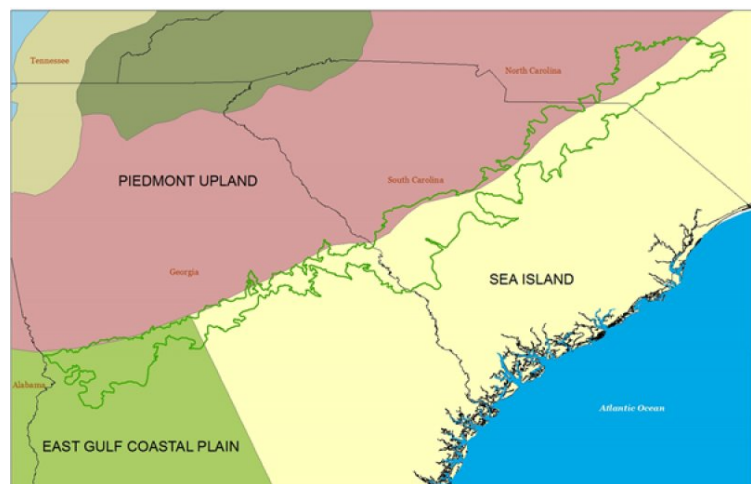 Tennessee
North Carolina
PIEDMONT UPLAND
South Carolina
Georgia
SEA ISLAND
Alabama
Atlantic Ocean
EAST GULF COASTAL PLAIN